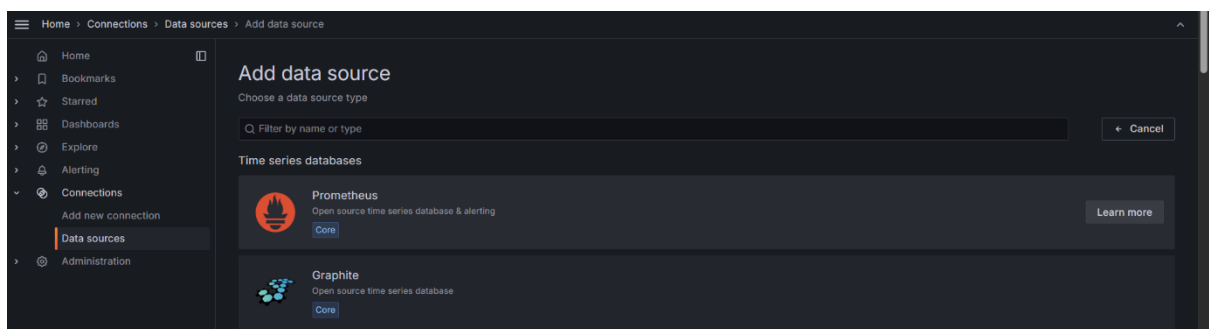 Home > Connections > Data sources > Add data source
Home
Bookmarks
Starred
Dashboards
Explore
Alerting
Connections
Add new connection
Data sources
Administration
Add data source
Choose a data source type
Filter by name or type
← Cancel
Time series databases
Prometheus
Open source time series database & alerting
Core
Learn more
Graphite
Open source time series database
Core